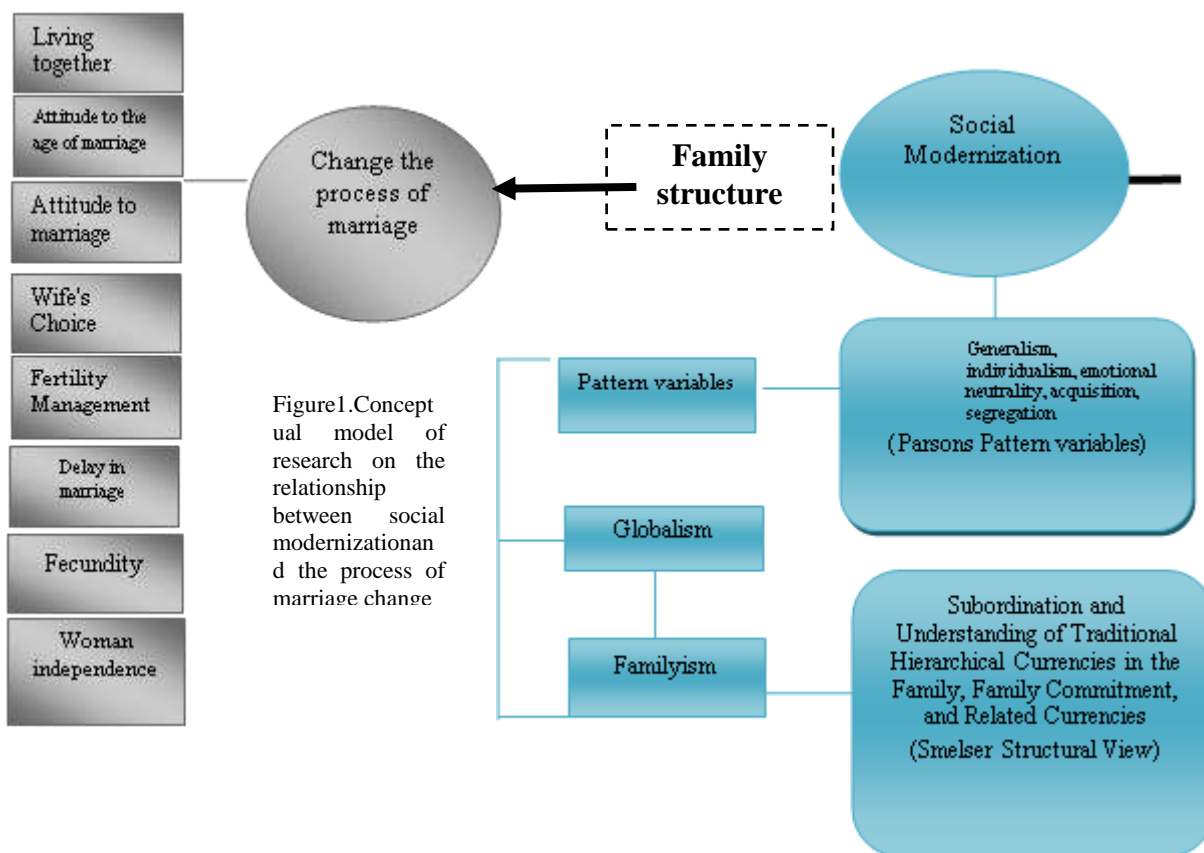 Living
together
Attitude to the
age of marriage
Attitude to
marriage
Wife's
Choice
Fertility
Management
Delay in
marriage
Fecundity
Woman
independence
Change the
process of
marriage
Family
structure
Social
Modernization
Generalism,
individualism, emotional
neutrality, acquisition,
segregation
(Parsons Pattern variables)
Pattern variables
Globalism
Familyism
Subordination and
Understanding of Traditional
Hierarchical Currencies in the
Family, Family Commitment,
and Related Currencies
(Smelser Structural View)
Figure1.Concept
ual model of
research on the
relationship
between social
modernizationan
d the process of
marriage change